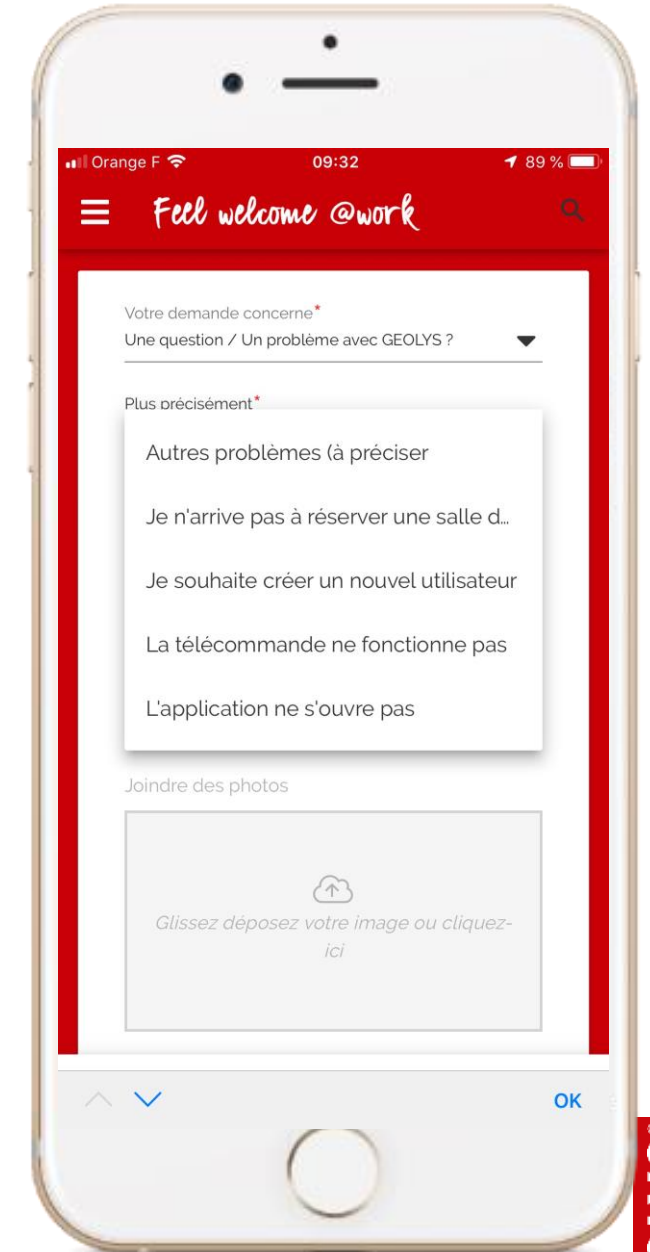 Orange F 09:32 89 %
Feel welcome @work
Votre demande concerne*
Une question / Un problème avec GEOLYS ?
Plus précisément*
Autres problèmes (à préciser
Je n'arrive pas à réserver une salle d...
Je souhaite créer un nouvel utilisateur
La télécommande ne fonctionne pas
L'application ne s'ouvre pas
Joindre des photos
Glissez déposez votre image ou cliquez-
ici
OK